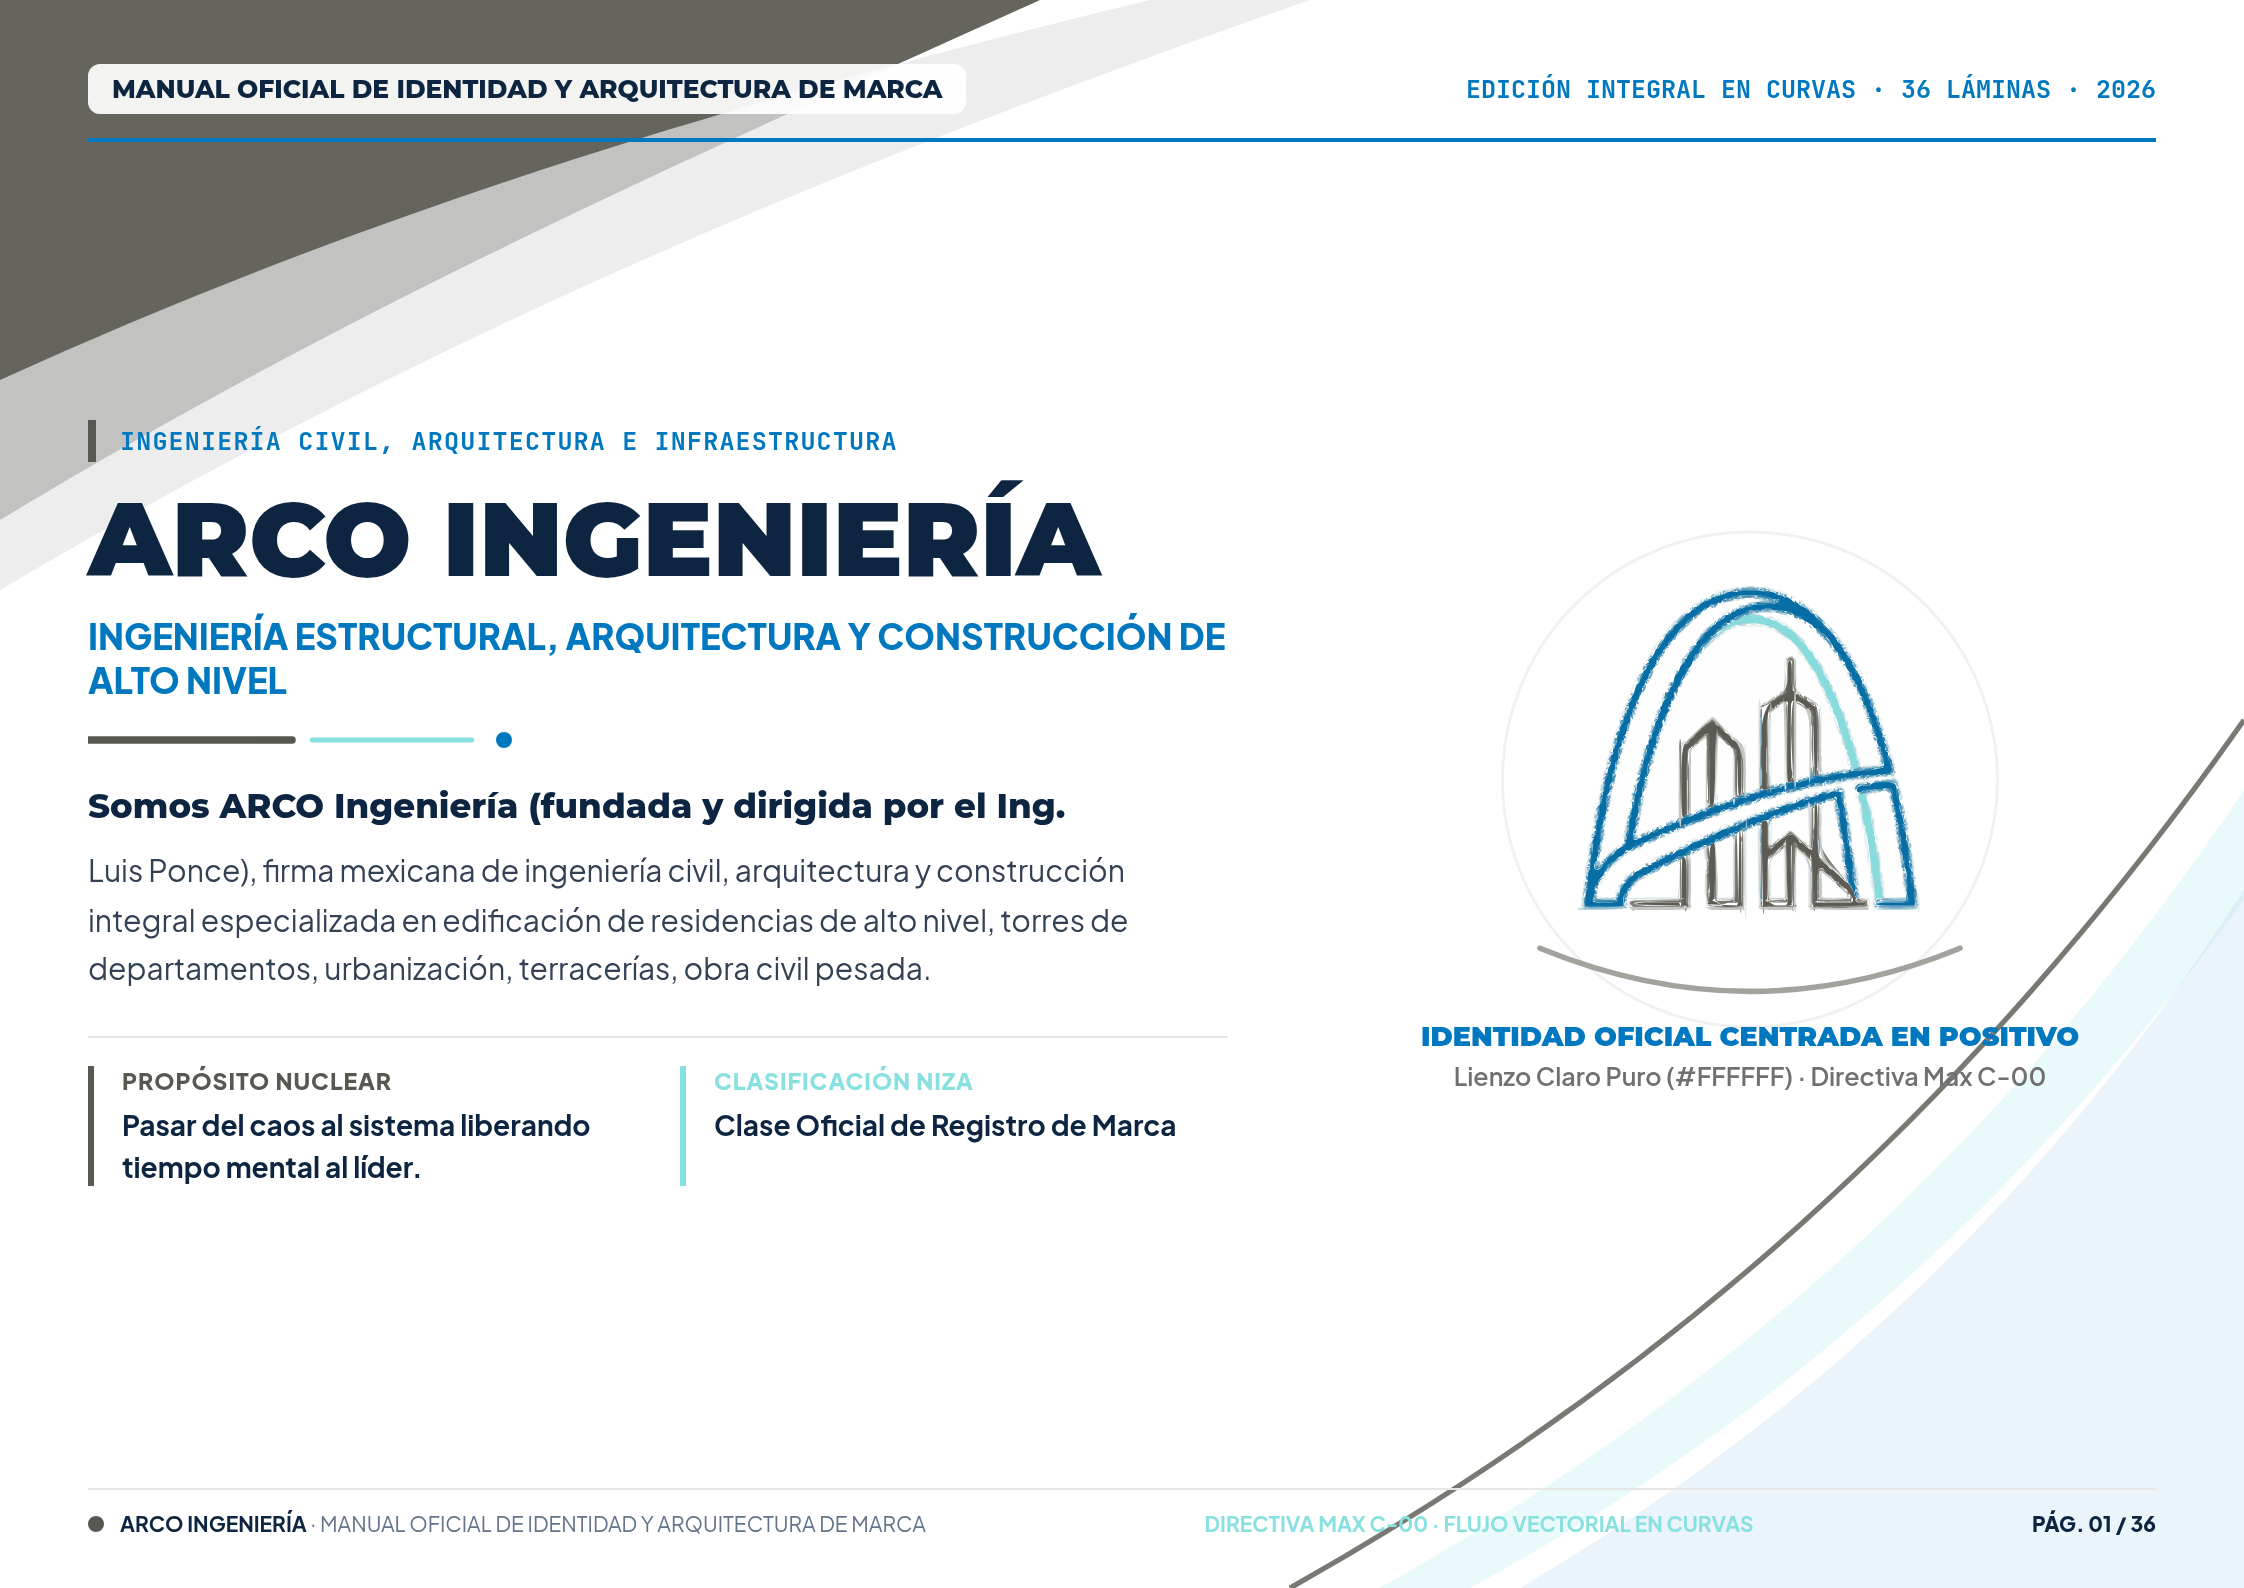 MANUAL OFICIAL DE IDENTIDAD Y ARQUITECTURA DE MARCA
EDICIÓN INTEGRAL EN CURVAS · 36 LÁMINAS · 2026
INGENIERÍA CIVIL, ARQUITECTURA E INFRAESTRUCTURA
ARCO INGENIERÍA
INGENIERÍA ESTRUCTURAL, ARQUITECTURA Y CONSTRUCCIÓN DE
ALTO NIVEL
Somos ARCO Ingeniería (fundada y dirigida por el Ing.
Luis Ponce), firma mexicana de ingeniería civil, arquitectura y construcción
integral especializada en edificación de residencias de alto nivel, torres de
departamentos, urbanización, terracerías, obra civil pesada.
PROPÓSITO NUCLEAR
Pasar del caos al sistema liberando
tiempo mental al líder.
CLASIFICACIÓN NIZA
Clase Oficial de Registro de Marca
IDENTIDAD OFICIAL CENTRADA EN POSITIVO
Lienzo Claro Puro (#FFFFFF) · Directiva Max C-00
ARCO INGENIERÍA · MANUAL OFICIAL DE IDENTIDAD Y ARQUITECTURA DE MARCA
DIRECTIVA MAX C-00 · FLUJO VECTORIAL EN CURVAS
PÁG. 01 / 36